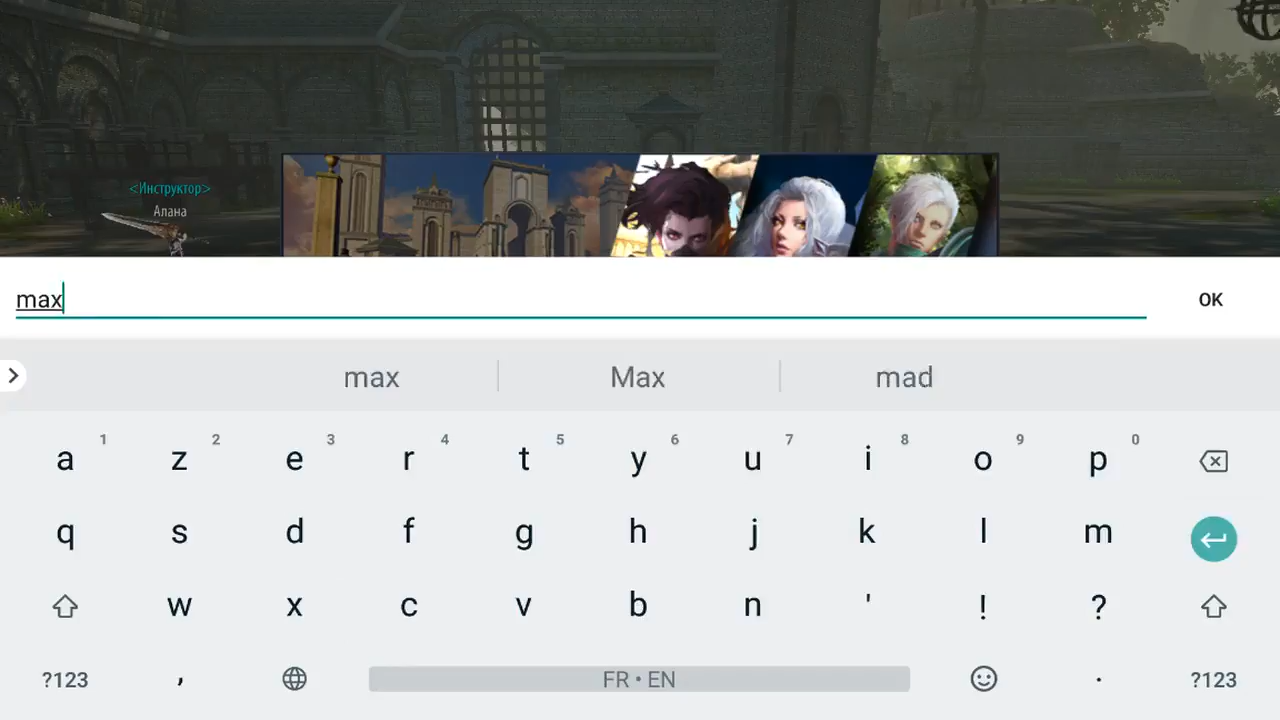 <Инструктор>
Алана
max
OK
max Max mad
a 1 z 2 e 3 r 4 t 5 y 6 u 7 i 8 o 9 p 0
q s d f g h j k l m
w x c v b n ' ! ?
?123 , FR • EN . ?123